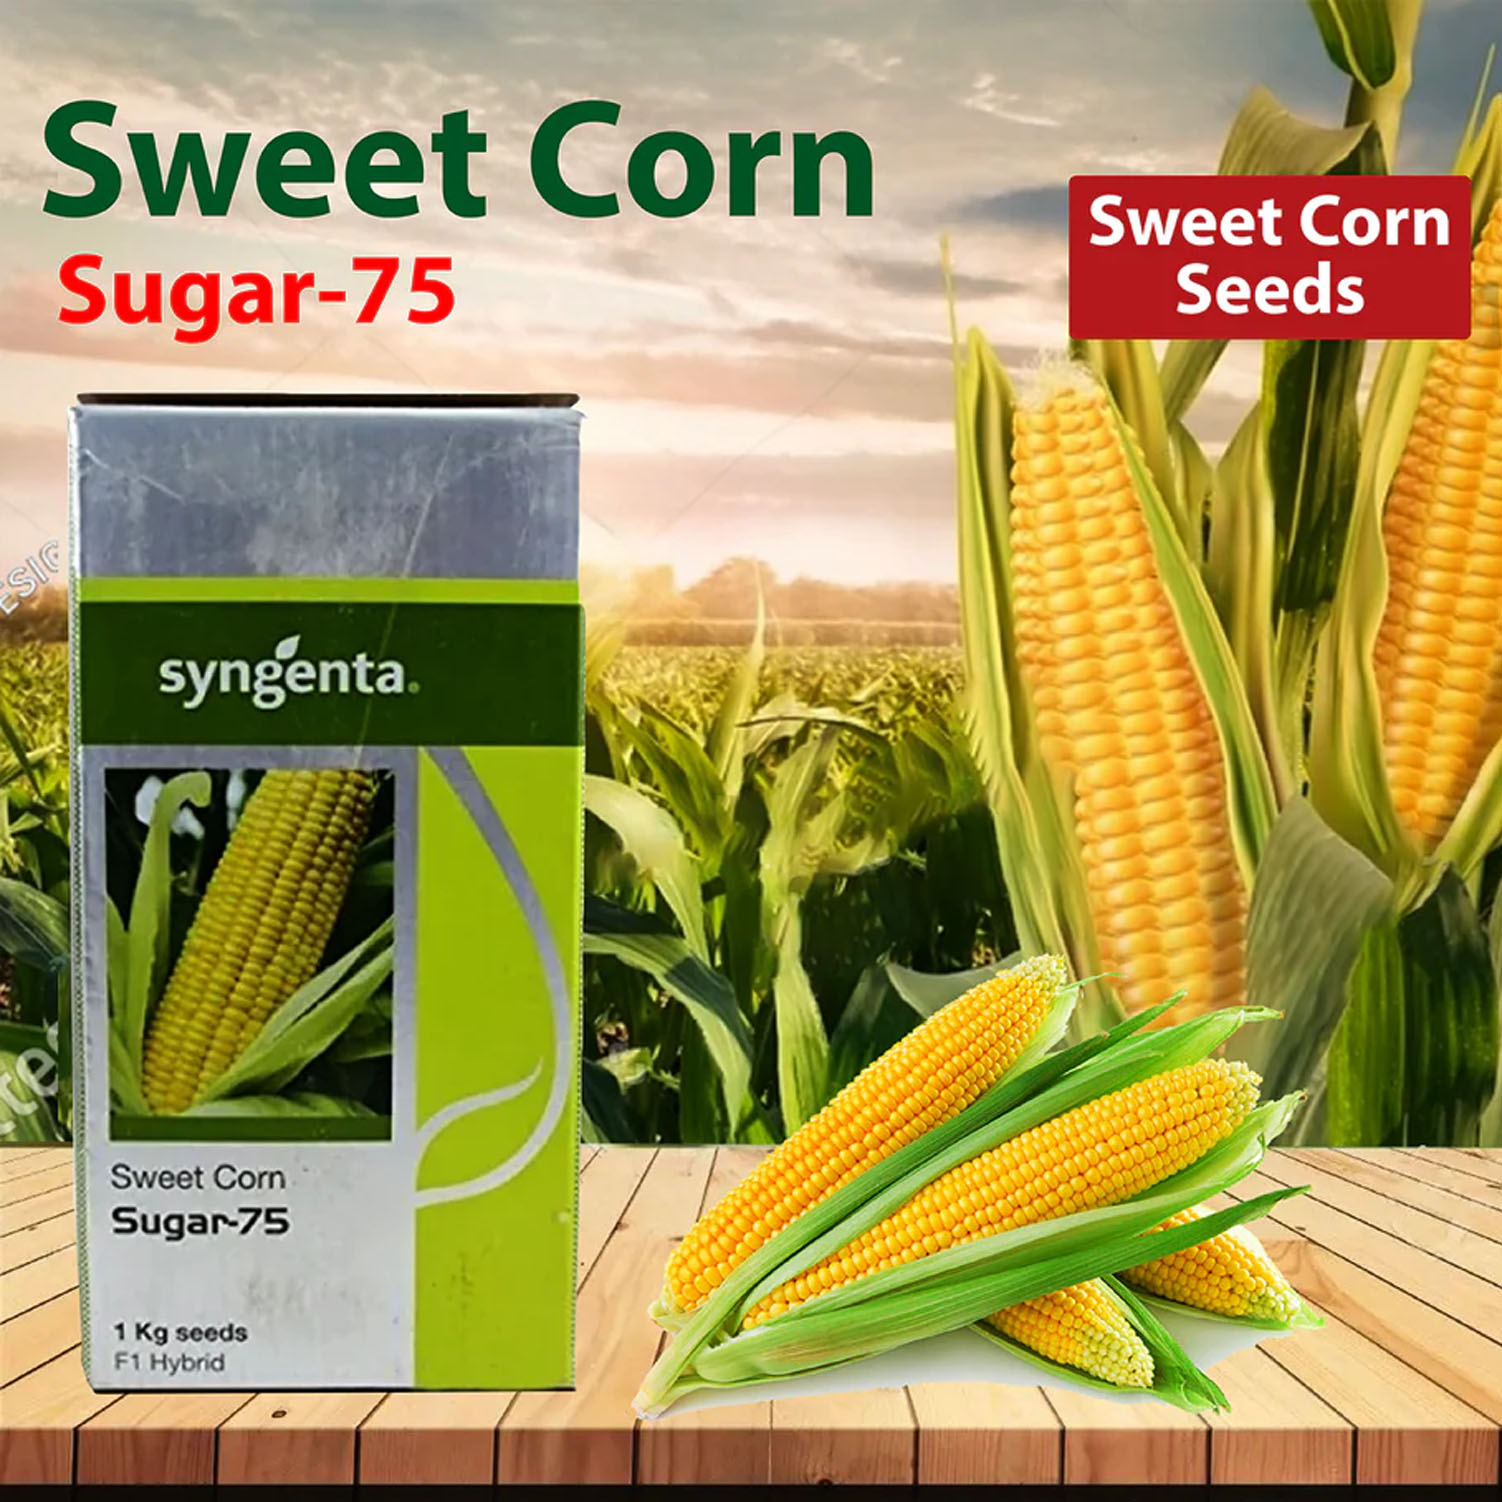 Sweet Corn
Sugar-75
Sweet Corn
Seeds
syngenta
Sweet Corn
Sugar-75
1 Kg seeds
F1 Hybrid